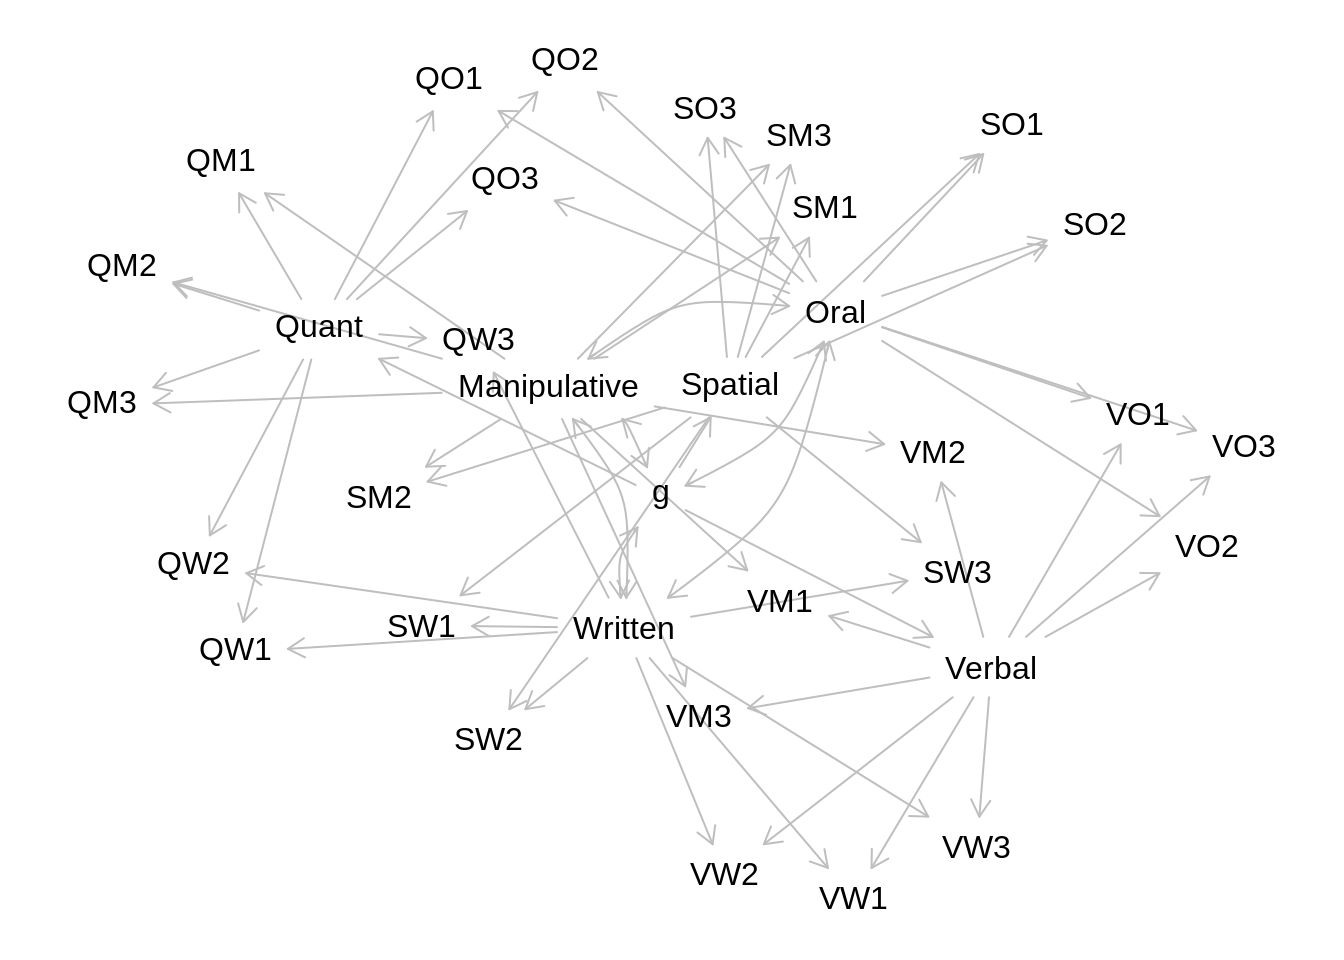 QO2
QO1
SO3
SO1
SM3
QM1
QO3
SM1
SO2
QM2
Oral
Quant
QW3
Spatial
Manipulative
QM3
VO1
VO3
VM2
g
SM2
VO2
QW2
SW3
VM1
SW1
Written
QW1
Verbal
VM3
SW2
VW3
VW2
VW1